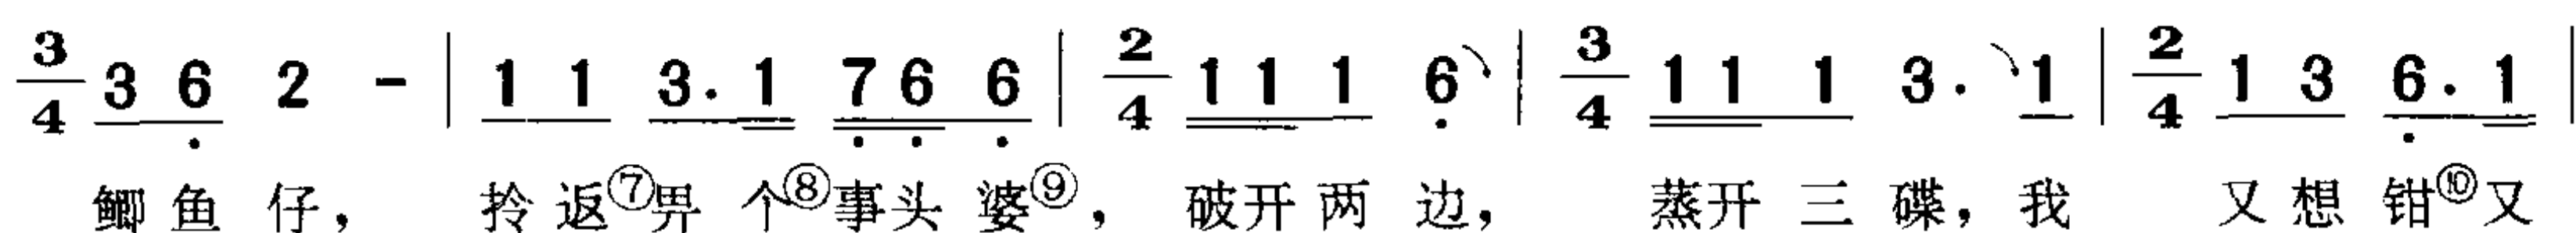 3/4 3 6 2 - | 1 1 3. 1 7 6 6 | 2/4 1 1 1 6 | 3/4 1 1 1 3. 1 | 2/4 1 3 6. 1 |
鲫鱼仔， 拎返⑦畀个⑧事头婆⑨， 破开两边， 蒸开三碟，我 又想钳⑩又